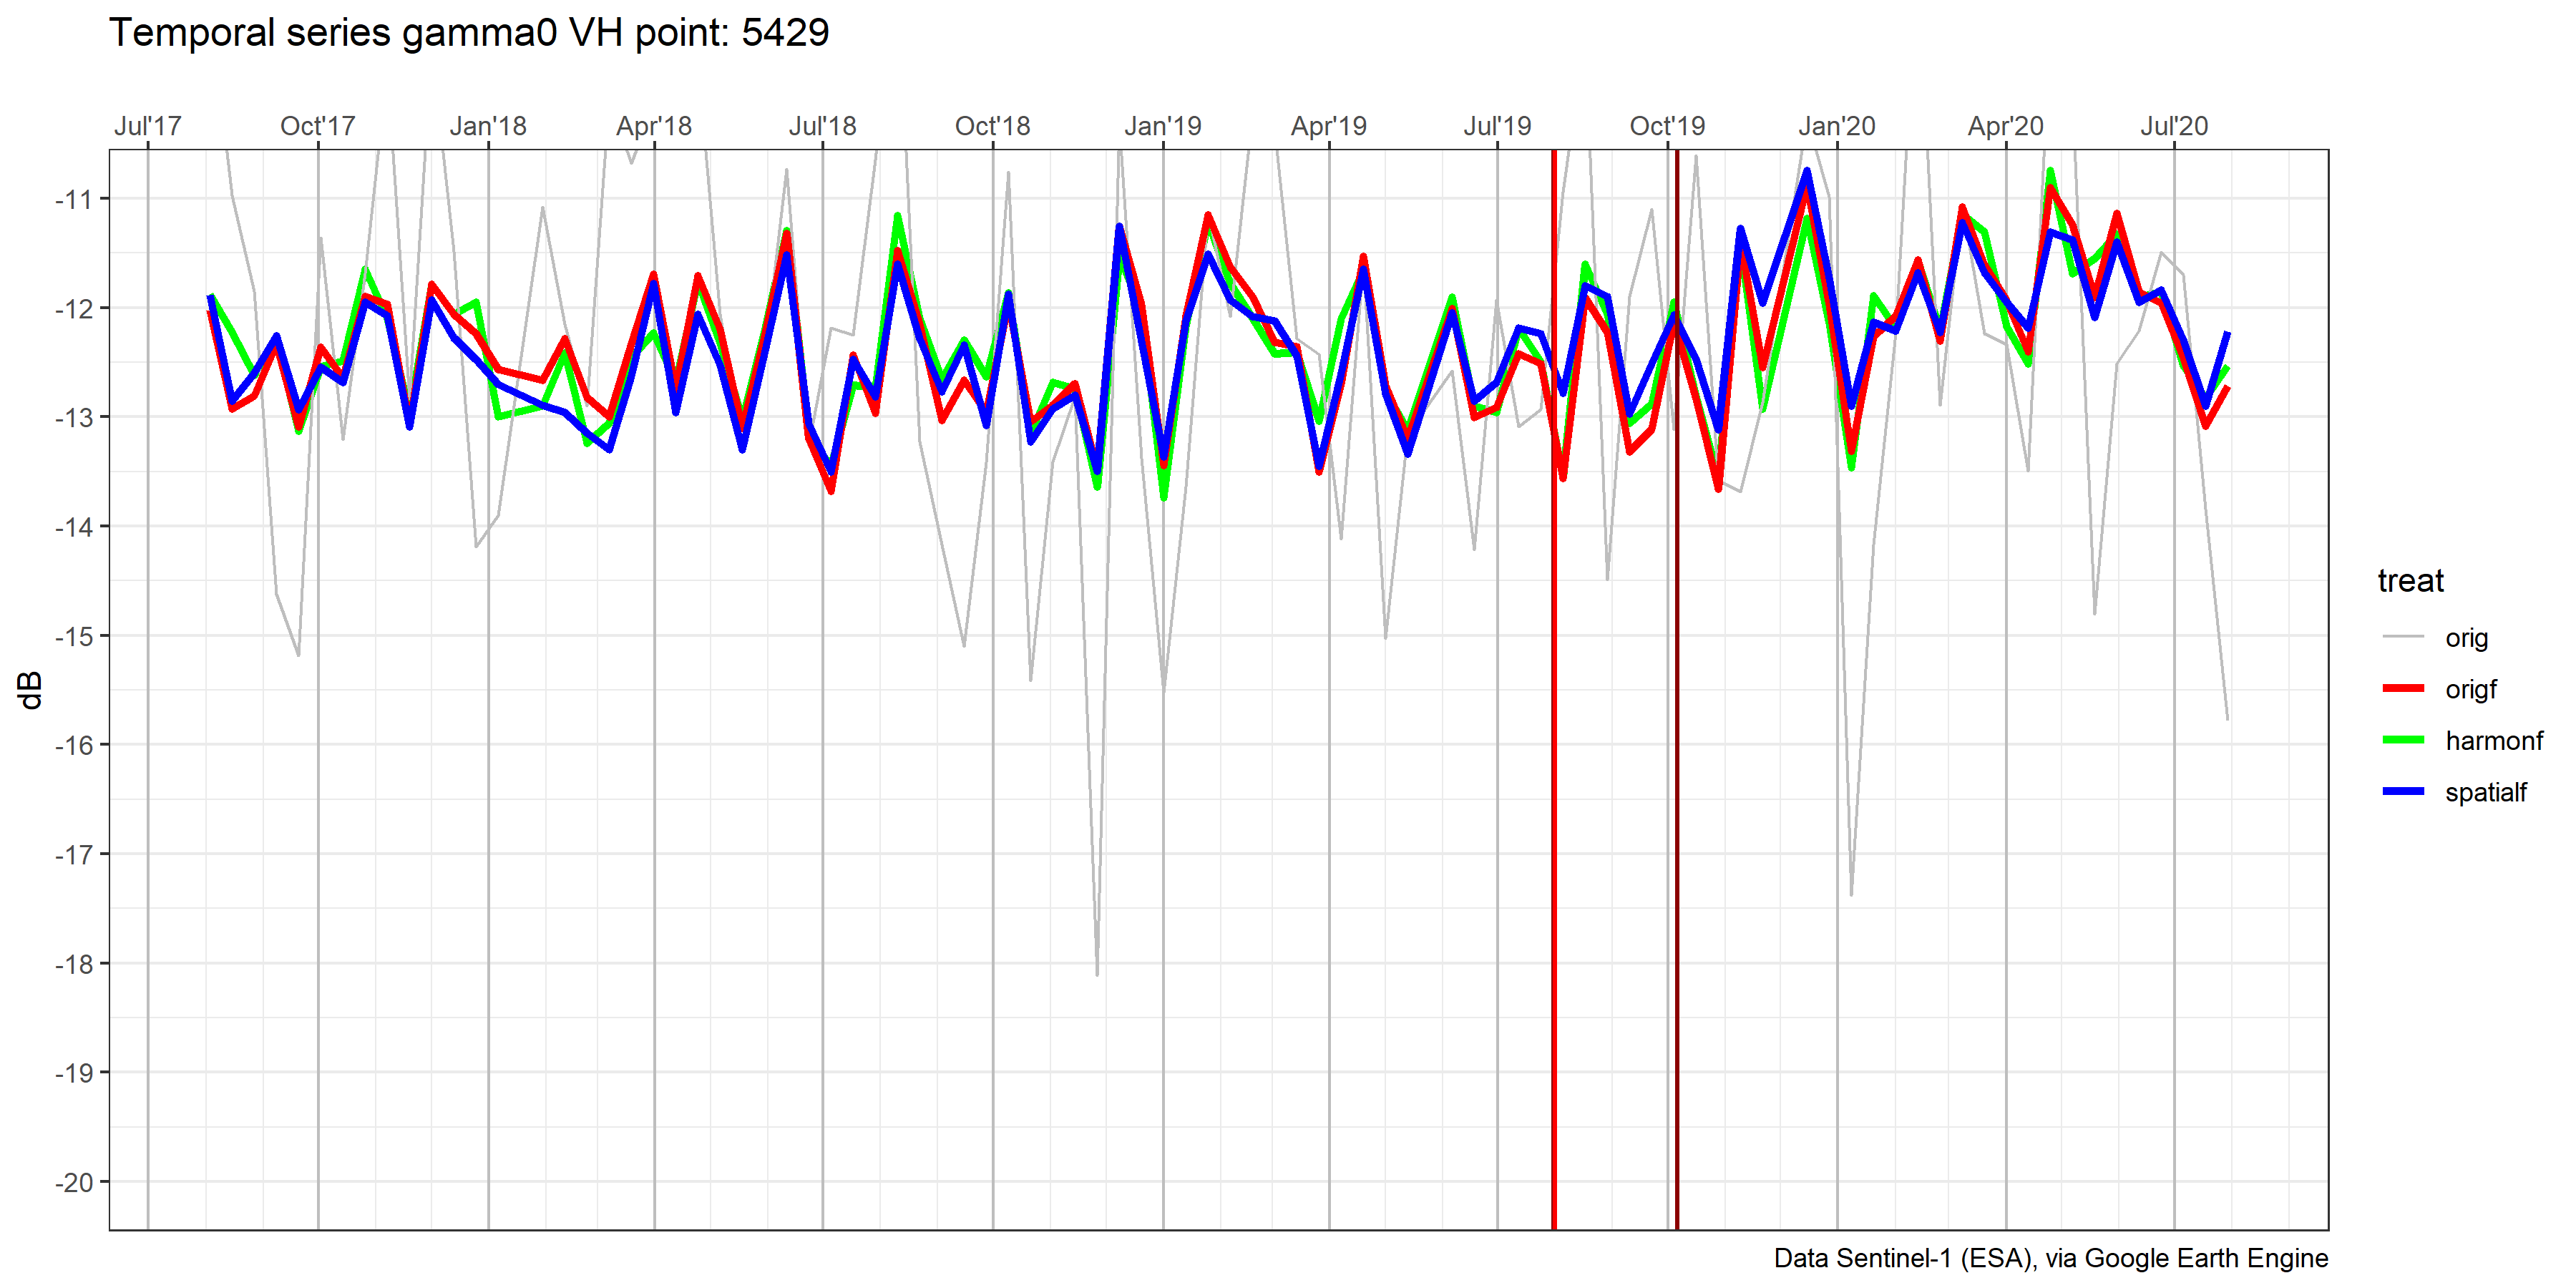 Temporal series gamma0 VH point: 5429
Jul'17 Oct'17 Jan'18 Apr'18 Jul'18 Oct'18 Jan'19 Apr'19 Jul'19 Oct'19 Jan'20 Apr'20 Jul'20
-11
-12
-13
-14
-15
-16
-17
-18
-19
-20
dB
treat
orig
origf
harmonf
spatialf
Data Sentinel-1 (ESA), via Google Earth Engine